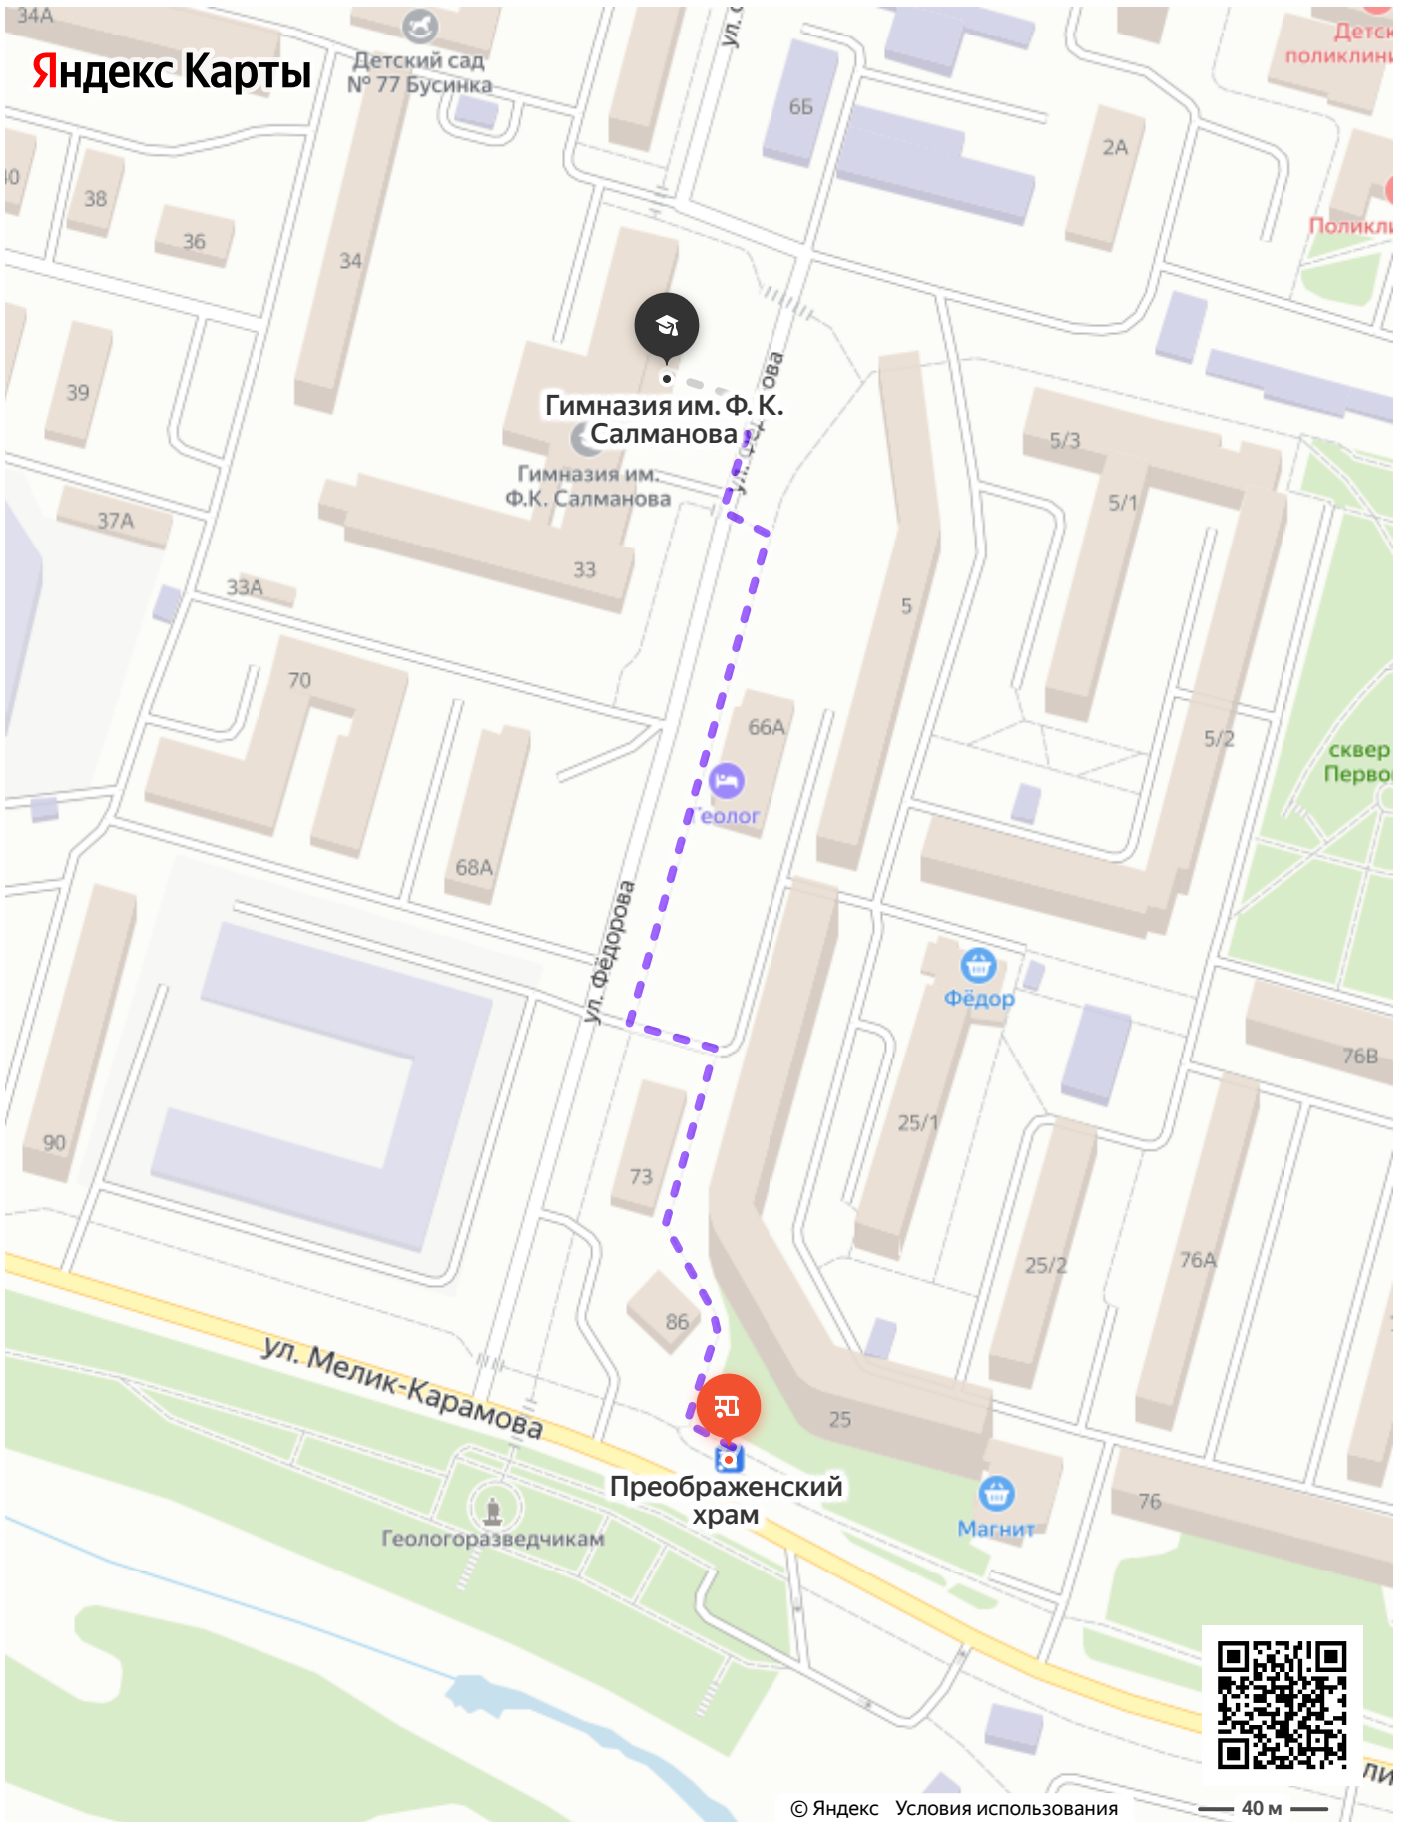 34А
Яндекс Карты
Детский сад
№ 77 Бусинка
6Б
2А
Детск
поликлини
Поликли
40
38
36
34
39
Гимназия им. Ф. К.
Салманова
Гимназия им.
Ф.К. Салманова
5/3
5/1
37А
33
33А
5
70
66А
5/2
сквер
Перво
Геолог
68А
ул. Фёдорова
Фёдор
76В
90
25/1
73
25/2
76А
86
ул. Мелик-Карамова
25
Преображенский
храм
76
Магнит
Геологоразведчикам
© Яндекс Условия использования
40 м